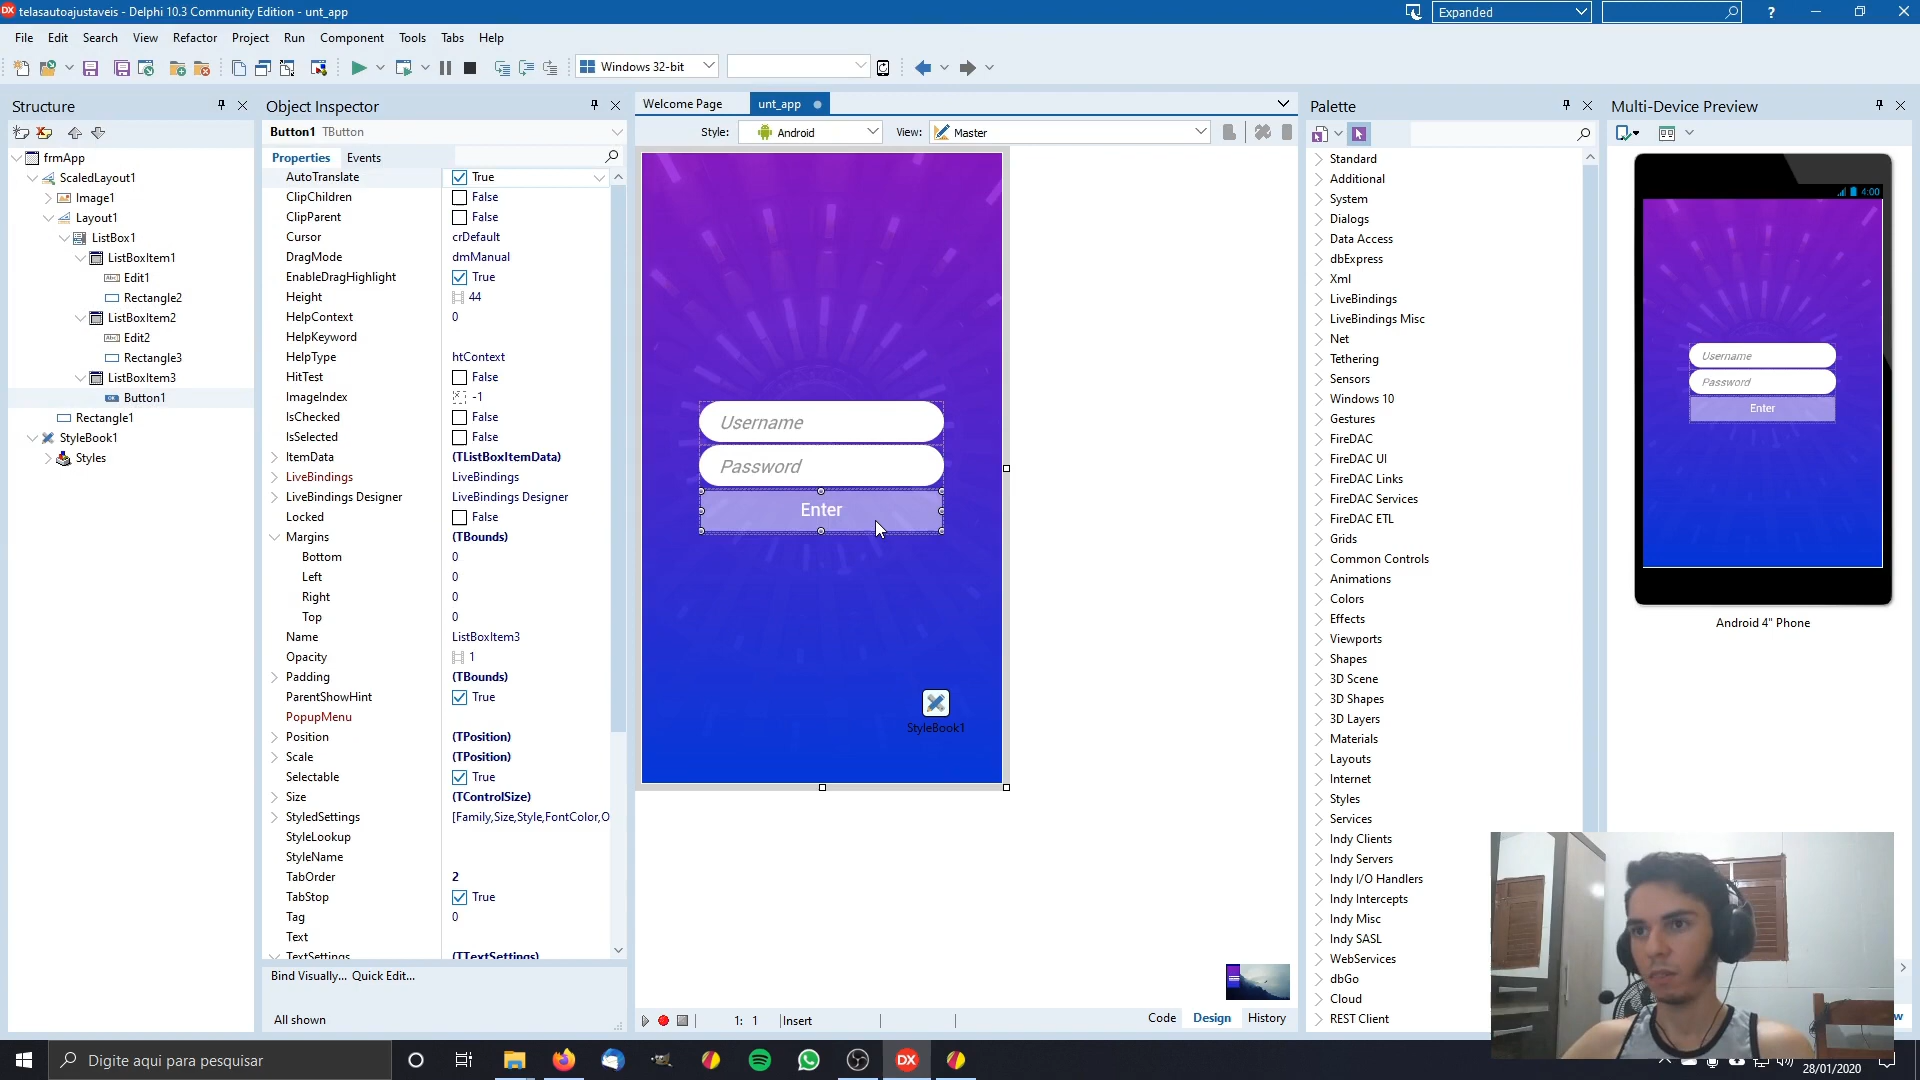 telasautoajustaveis - Delphi 10.3 Community Edition - unt_app
Expanded
?
File Edit Search View Refactor Project Run Component Tools Tabs Help
Windows 32-bit
Structure
frmApp
ScaledLayout1
Image1
Layout1
ListBox1
ListBoxItem1
Edit1
Rectangle2
ListBoxItem2
Edit2
Rectangle3
ListBoxItem3
Button1
Rectangle1
StyleBook1
Styles
Object Inspector
Button1 TButton
Properties Events
AutoTranslate True
ClipChildren False
ClipParent False
Cursor crDefault
DragMode dmManual
EnableDragHighlight True
Height 44
HelpContext 0
HelpKeyword
HelpType htContext
HitTest False
ImageIndex -1
IsChecked False
IsSelected False
ItemData (TListBoxItemData)
LiveBindings LiveBindings
LiveBindings Designer LiveBindings Designer
Locked False
Margins (TBounds)
Bottom 0
Left 0
Right 0
Top 0
Name ListBoxItem3
Opacity 1
Padding (TBounds)
ParentShowHint True
PopupMenu
Position (TPosition)
Scale (TPosition)
Selectable True
Size (TControlSize)
StyledSettings [Family,Size,Style,FontColor,O
StyleLookup
StyleName
TabOrder 2
TabStop True
Tag 0
Text
TextSettings (TTextSettings)
Bind Visually... Quick Edit...
All shown
Welcome Page unt_app
Style: Android View: Master
Username
Password
Enter
StyleBook1
1: 1 Insert
Code Design History
Palette
Standard
Additional
System
Dialogs
Data Access
dbExpress
Xml
LiveBindings
LiveBindings Misc
Net
Tethering
Sensors
Windows 10
Gestures
FireDAC
FireDAC UI
FireDAC Links
FireDAC Services
FireDAC ETL
Grids
Common Controls
Animations
Colors
Effects
Viewports
Shapes
3D Scene
3D Shapes
3D Layers
Materials
Layouts
Internet
Styles
Services
Indy Clients
Indy Servers
Indy I/O Handlers
Indy Intercepts
Indy Misc
Indy SASL
WebServices
dbGo
Cloud
REST Client
Multi-Device Preview
4:00
Username
Password
Enter
Android 4" Phone
Digite aqui para pesquisar
DX
28/01/2020